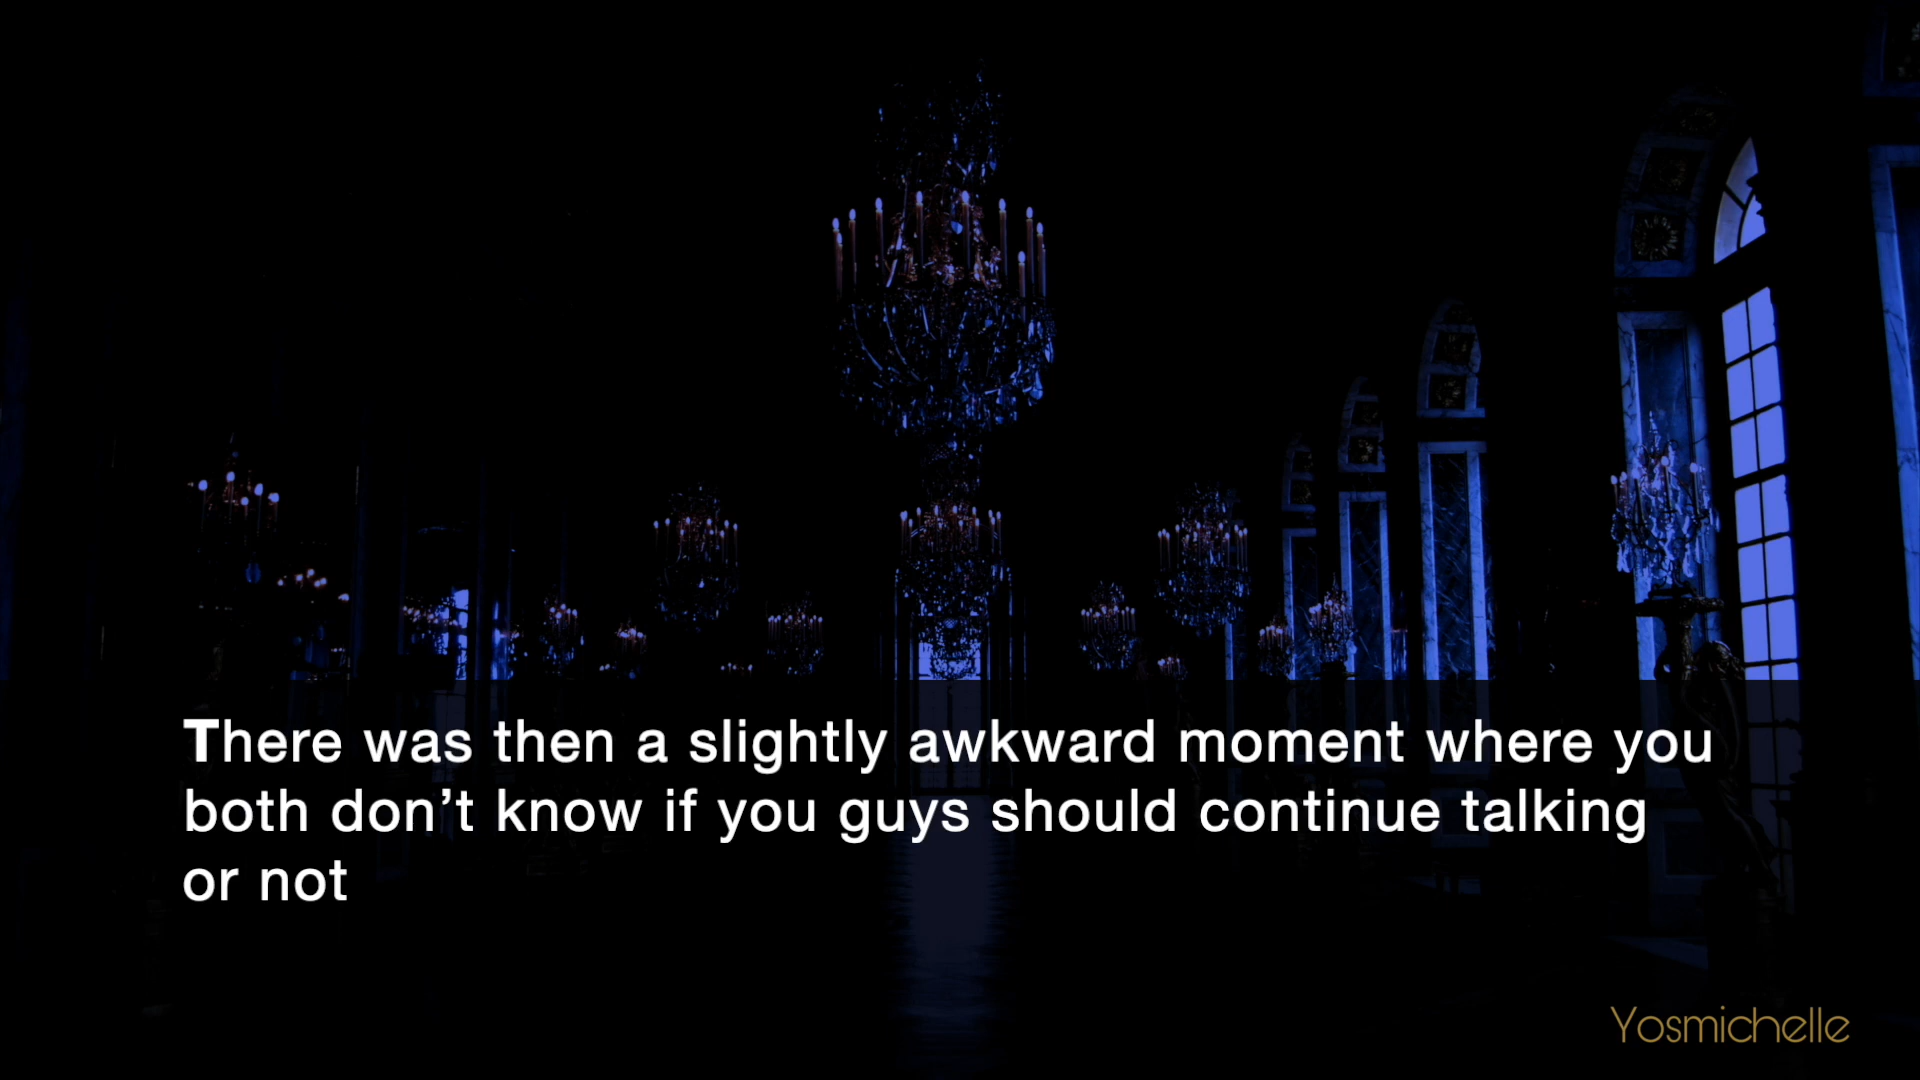 There was then a slightly awkward moment where you
both don’t know if you guys should continue talking
or not
Yosmichelle